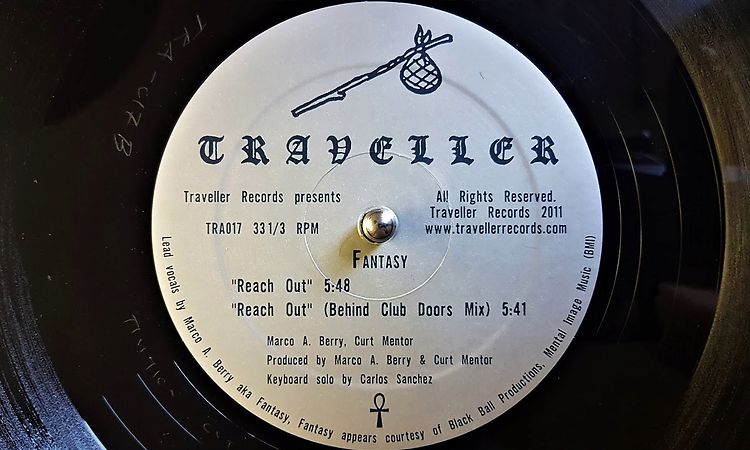 TRAVELLER
Traveller Records presents
TRA017 33 1/3 RPM
All Rights Reserved.
Traveller Records 2011
www.travellerrecords.com
Fantasy
"Reach Out" 5:48
"Reach Out" (Behind Club Doors Mix) 5:41
Marco A. Berry, Curt Mentor
Produced by Marco A. Berry & Curt Mentor
Keyboard solo by Carlos Sanchez
Lead vocals by Marco A. Berry aka Fantasy, Fantasy appears courtesy of Black Ball Productions, Mental Image Music (BMI)